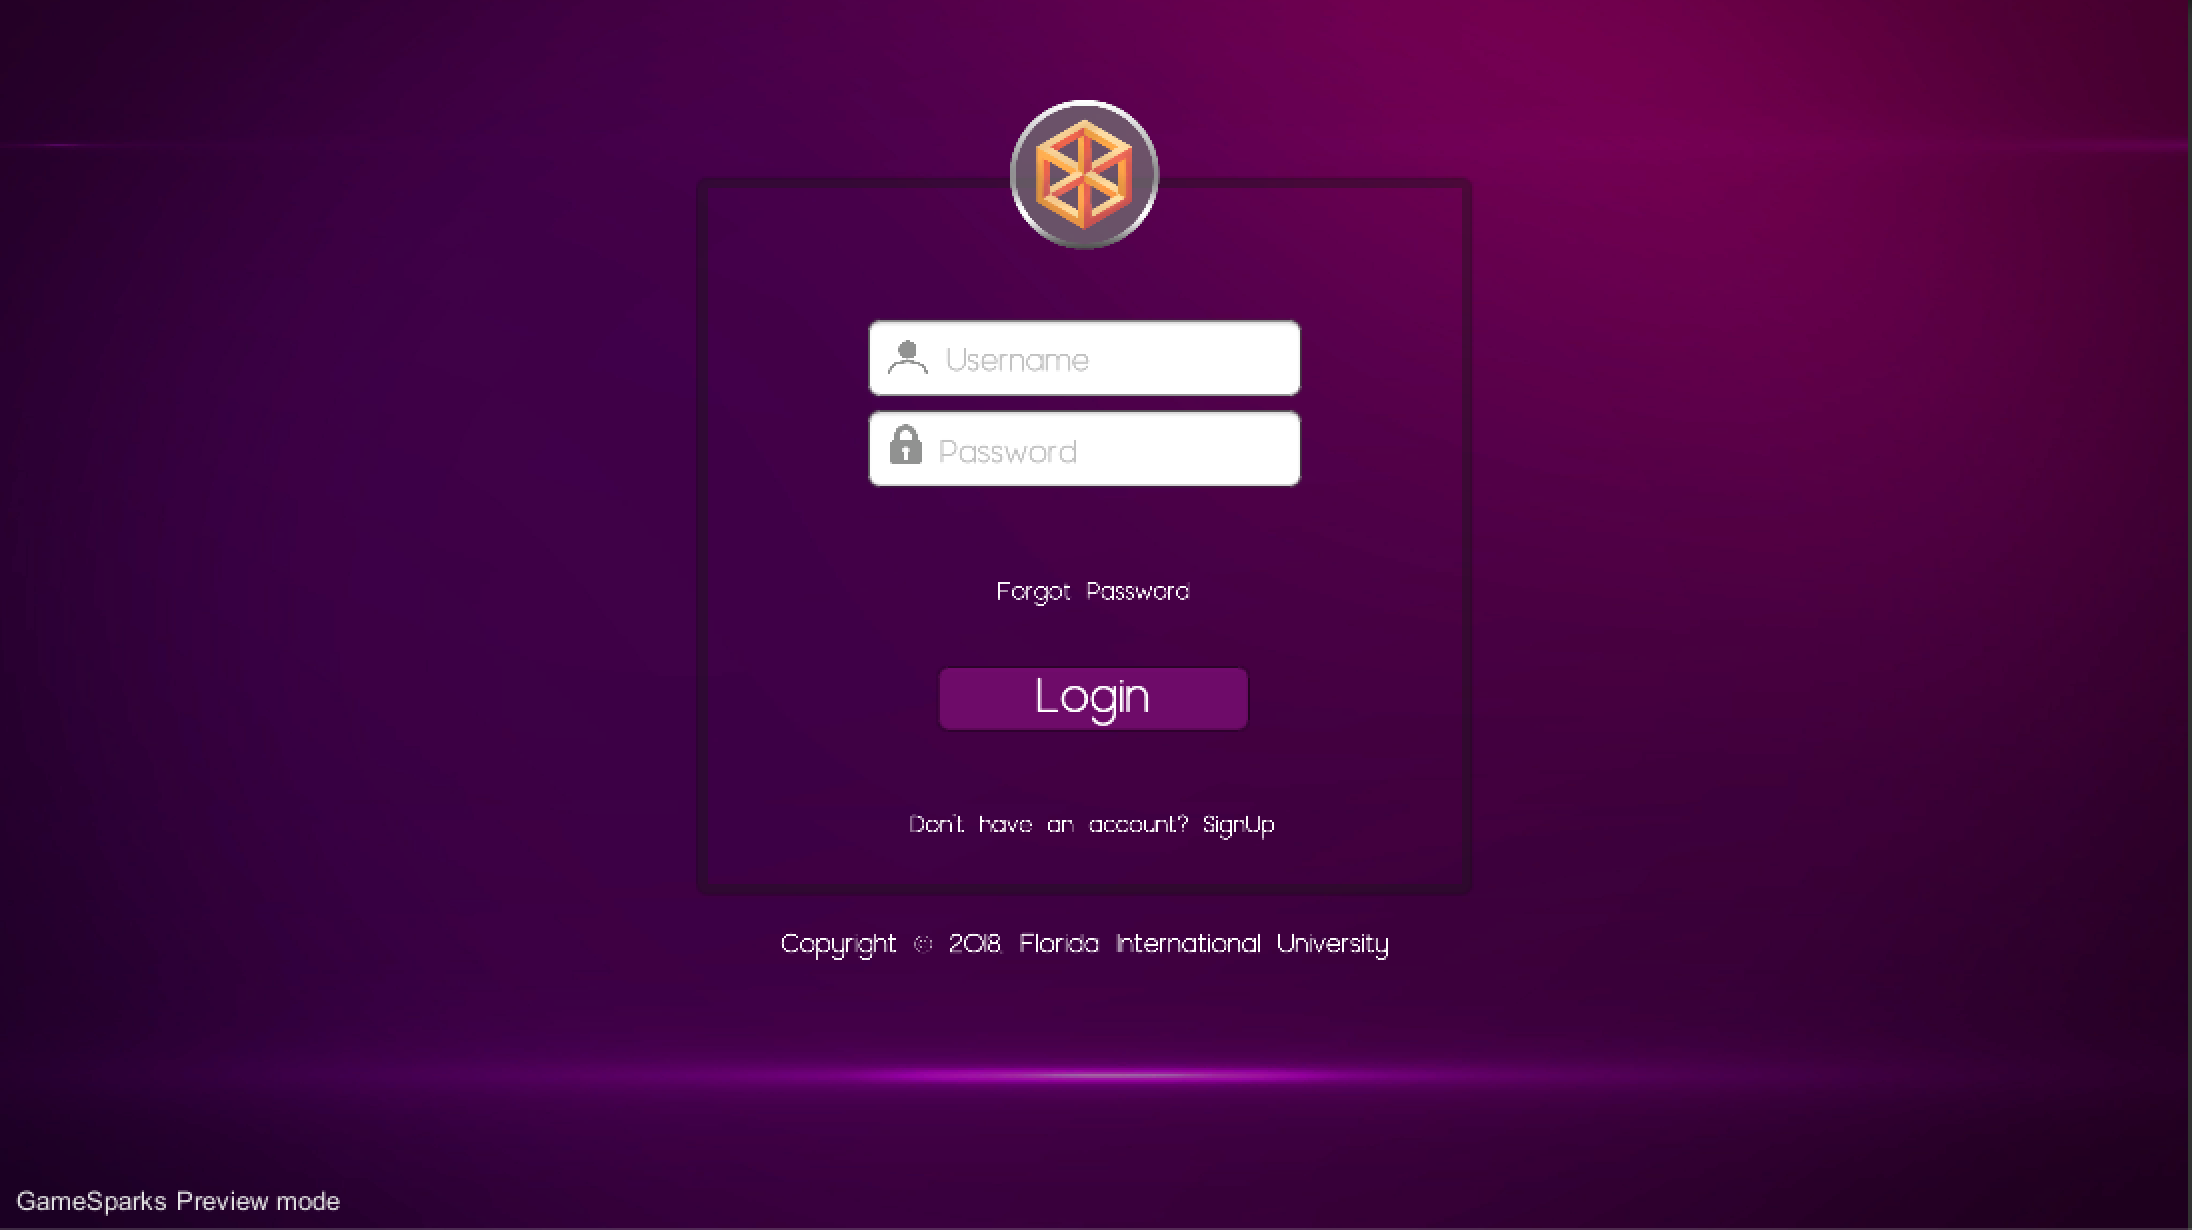 Username
Password
Forgot Password
Login
Don't have an account? SignUp
Copyright © 2018 Florida International University
GameSparks Preview mode